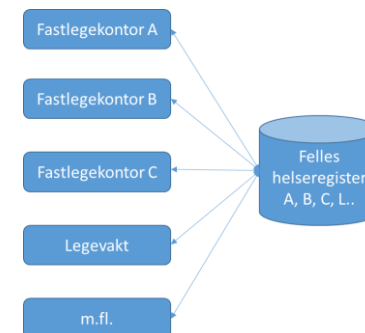 Fastlegekontor A
Fastlegekontor B
Fastlegekontor C
Legevakt
m.fl.
Felles
helseregister
A, B, C, L..